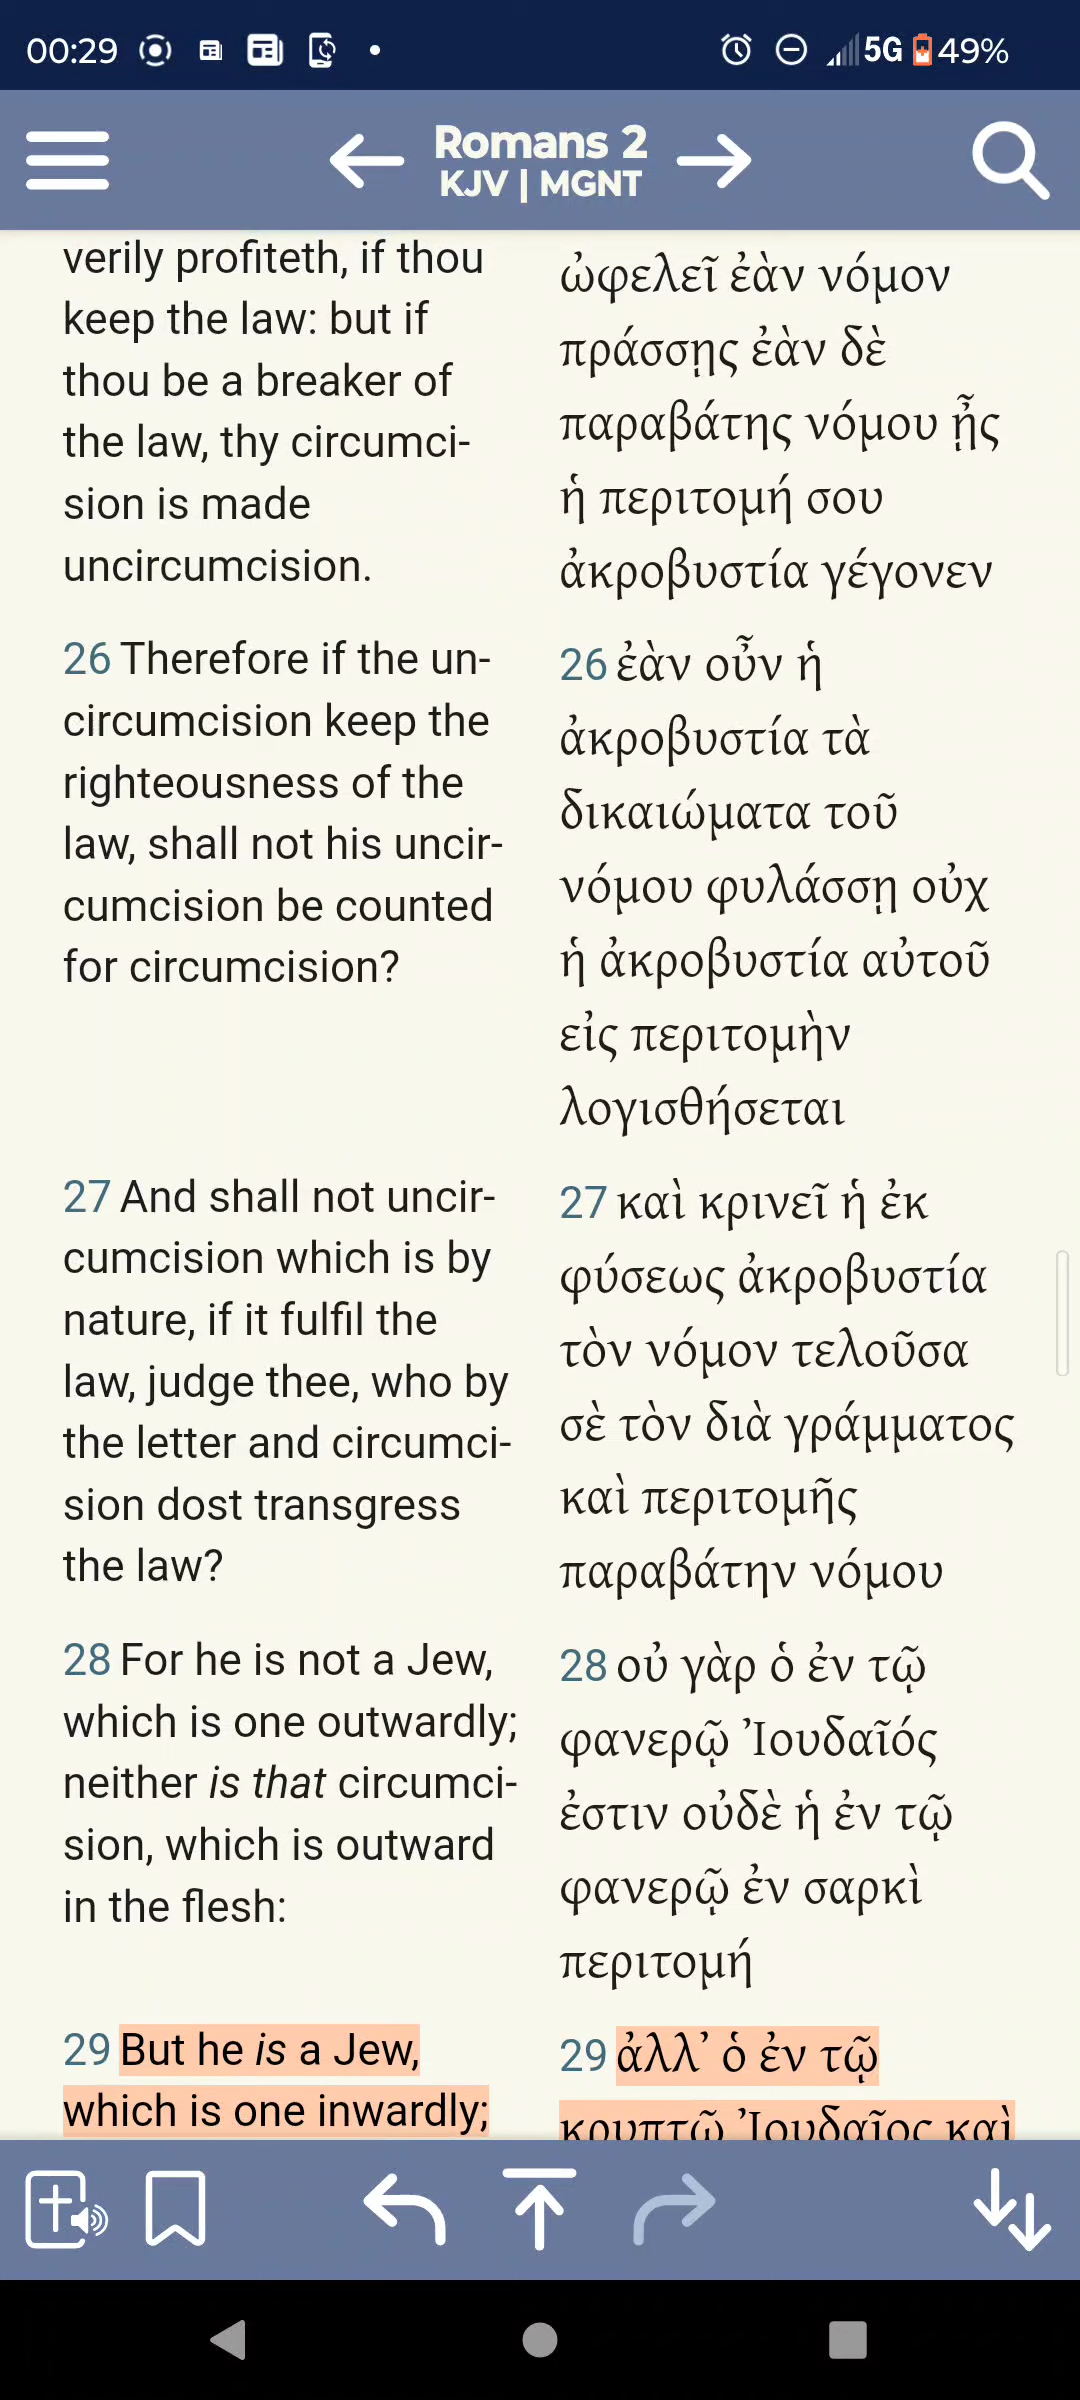 00:29
5G 49%
Romans 2
KJV | MGNT
verily profiteth, if thou
keep the law: but if
thou be a breaker of
the law, thy circumci-
sion is made
uncircumcision.
26 Therefore if the un-
circumcision keep the
righteousness of the
law, shall not his uncir-
cumcision be counted
for circumcision?
27 And shall not uncir-
cumcision which is by
nature, if it fulfil the
law, judge thee, who by
the letter and circumci-
sion dost transgress
the law?
28 For he is not a Jew,
which is one outwardly;
neither is that circumci-
sion, which is outward
in the flesh:
29 But he is a Jew,
which is one inwardly;
ὠφελεῖ ἐὰν νόμον
πράσσῃς ἐὰν δὲ
παραβάτης νόμου ᾖς
ἡ περιτομή σου
ἀκροβυστία γέγονεν
26 ἐὰν οὖν ἡ
ἀκροβυστία τὰ
δικαιώματα τοῦ
νόμου φυλάσσῃ οὐχ
ἡ ἀκροβυστία αὐτοῦ
εἰς περιτομὴν
λογισθήσεται
27 καὶ κρινεῖ ἡ ἐκ
φύσεως ἀκροβυστία
τὸν νόμον τελοῦσα
σὲ τὸν διὰ γράμματος
καὶ περιτομῆς
παραβάτην νόμου
28 οὐ γὰρ ὁ ἐν τῷ
φανερῷ Ἰουδαῖός
ἐστιν οὐδὲ ἡ ἐν τῷ
φανερῷ ἐν σαρκὶ
περιτομή
29 ἀλλ’ ὁ ἐν τῷ
κρυπτῷ Ἰουδαῖος καὶ